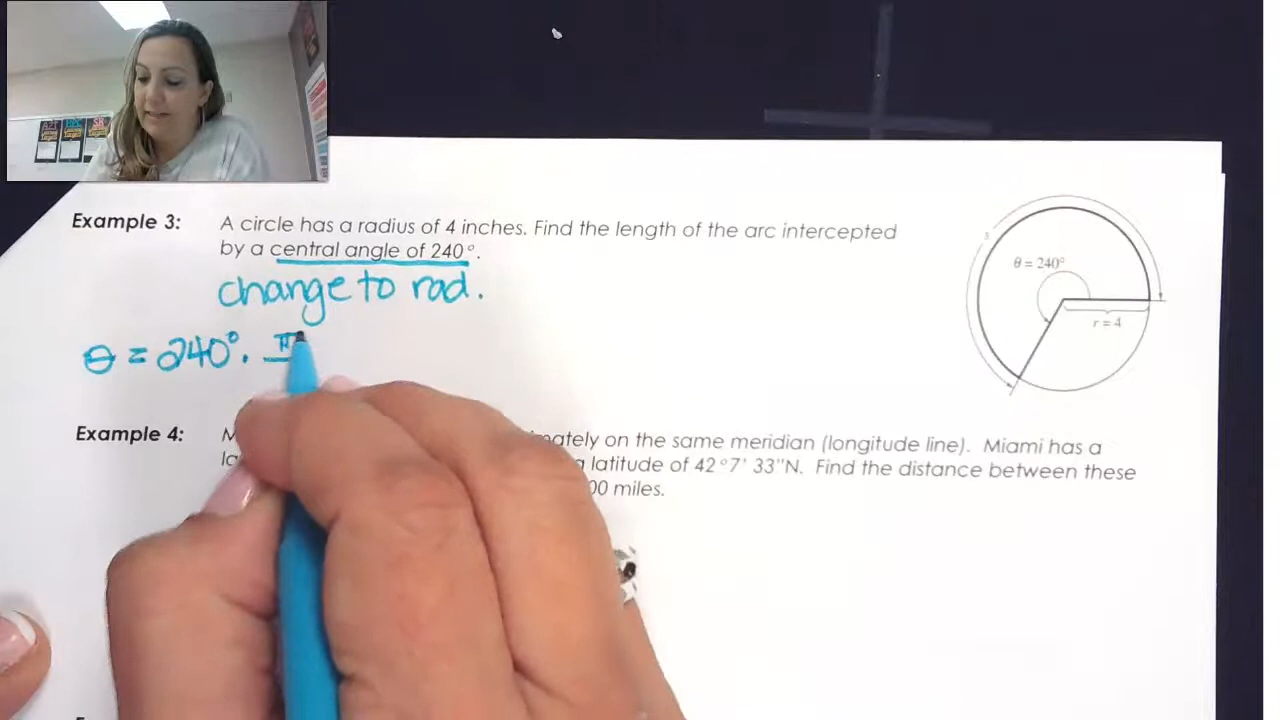 Example 3: A circle has a radius of 4 inches. Find the length of the arc intercepted
by a central angle of 240°.
change to rad.
θ = 240° · π
θ = 240°
r = 4
s
Example 4: ately on the same meridian (longitude line). Miami has a
latitude of 42°7' 33"N. Find the distance between these
00 miles.